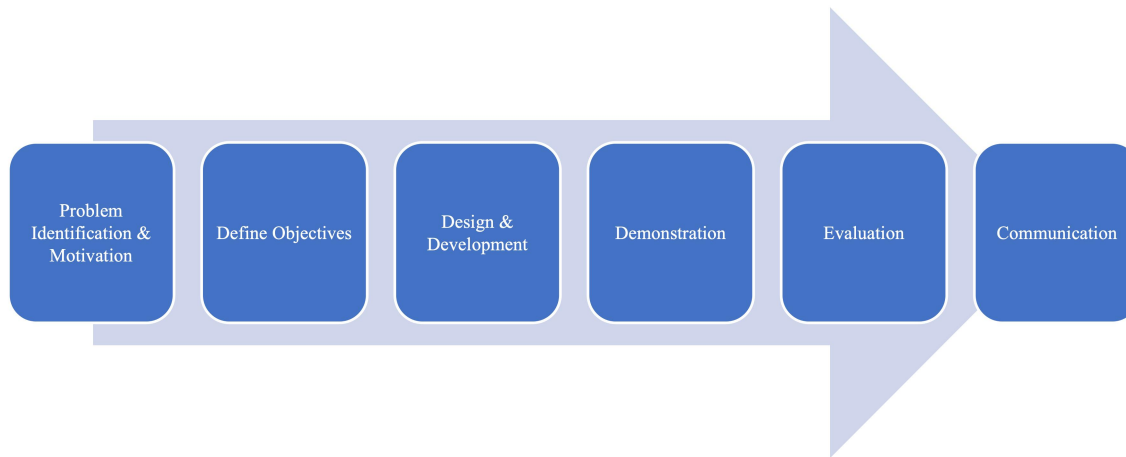 Problem
Identification &
Motivation
Define Objectives
Design &
Development
Demonstration
Evaluation
Communication